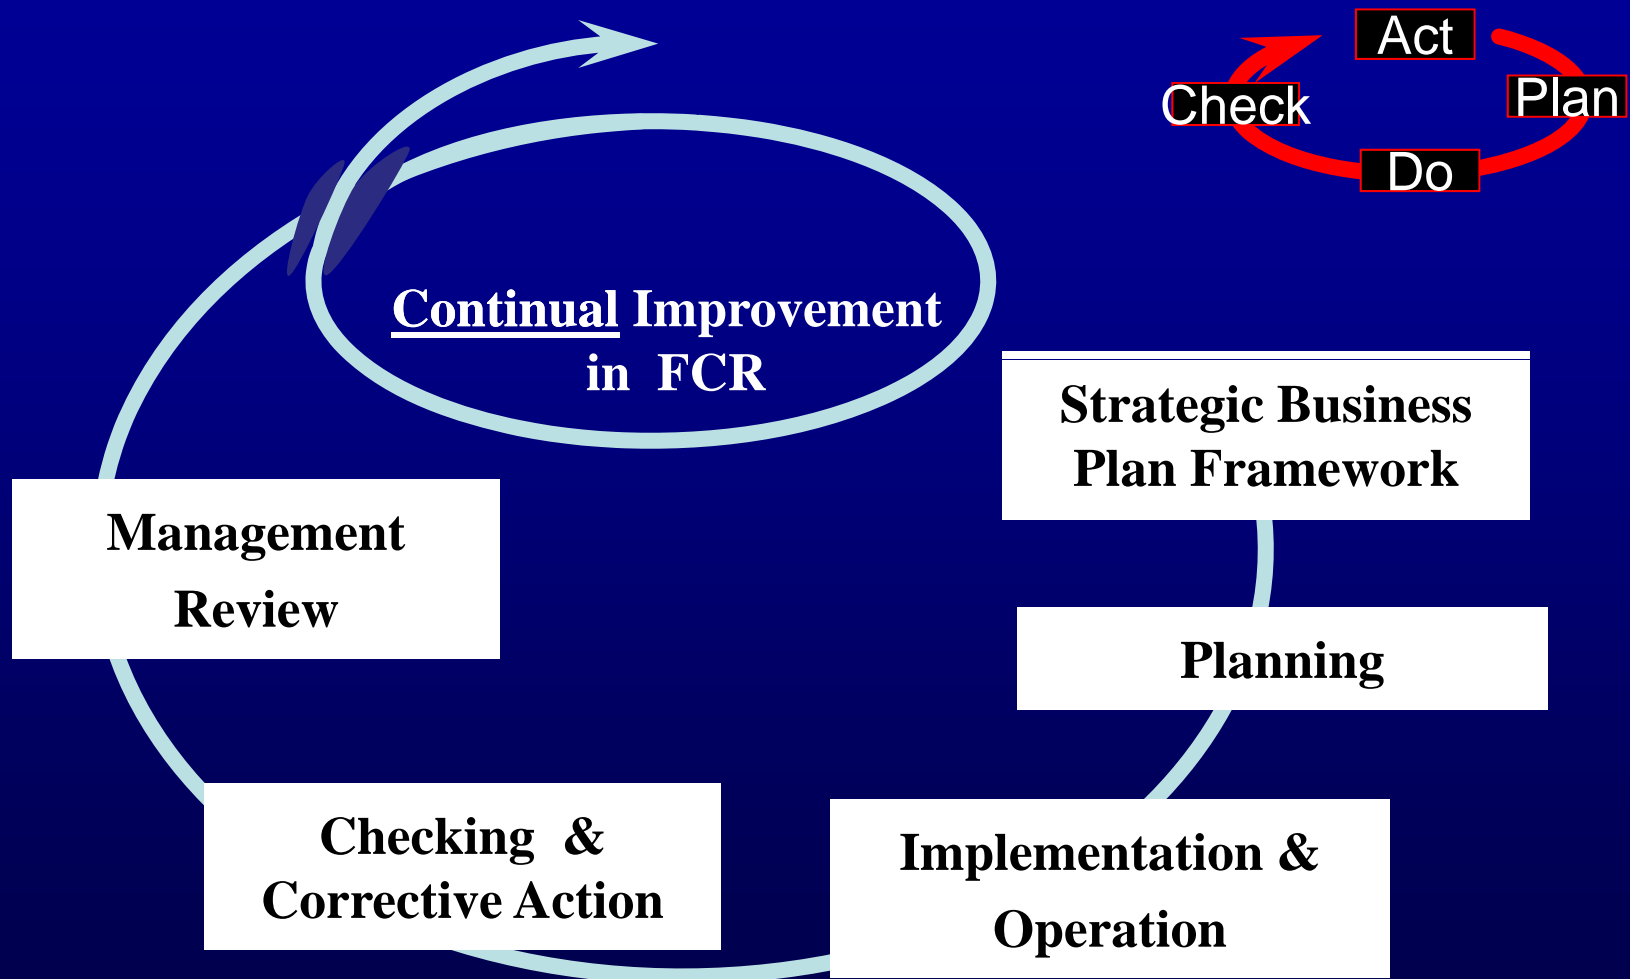 Act
Check
Plan
Do
Continual Improvement
in FCR
Strategic Business
Plan Framework
Management
Review
Planning
Checking &
Corrective Action
Implementation &
Operation